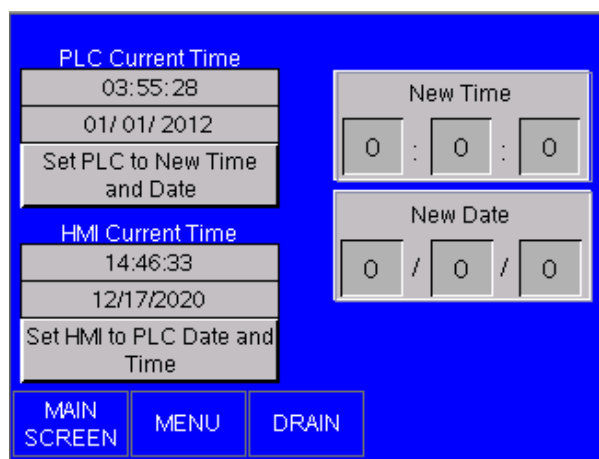 PLC Current Time
03:55:28
01/01/2012
Set PLC to New Time
and Date
HMI Current Time
14:46:33
12/17/2020
Set HMI to PLC Date and
Time
New Time
0 : 0 : 0
New Date
0 / 0 / 0
MAIN
SCREEN
MENU
DRAIN